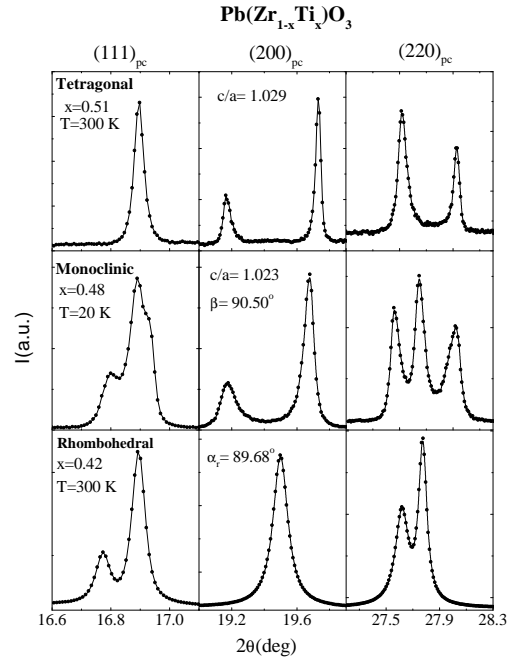 Pb(Zr1-xTix)O3
(111)pc (200)pc (220)pc
Tetragonal
x=0.51
T=300 K
c/a= 1.029
Monoclinic
x=0.48
T=20 K
c/a= 1.023
β= 90.50°
Rhombohedral
x=0.42
T=300 K
αr= 89.68°
I(a.u.)
16.6 16.8 17.0 19.2 19.6 27.5 27.9 28.3
2θ(deg)